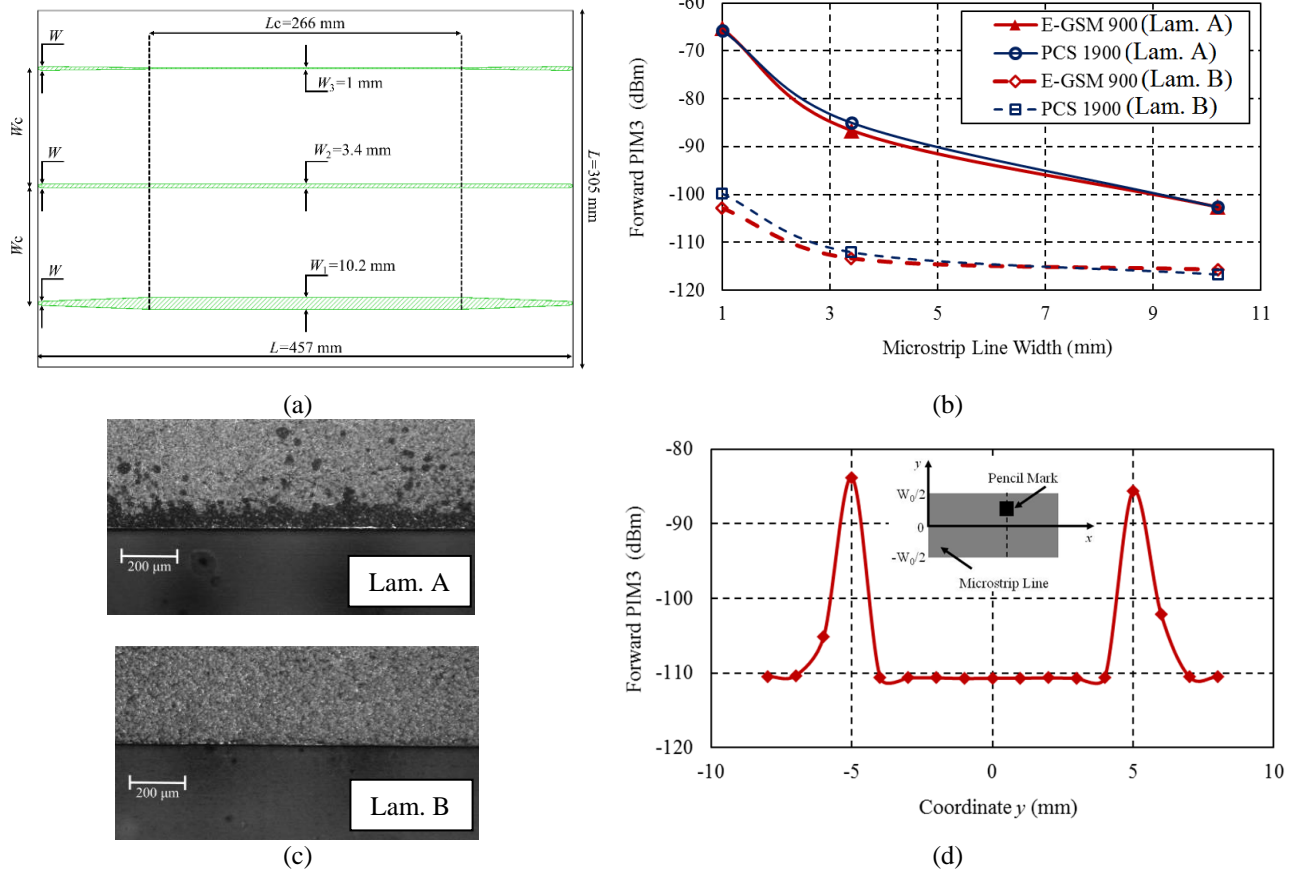 Lc=266 mm
W
W3=1 mm
Wc
W
W2=3.4 mm
Wc
W
W1=10.2 mm
L=457 mm
L=305 mm
(a)
-60
-70
-80
-90
-100
-110
-120
Forward PIM3 (dBm)
E-GSM 900 (Lam. A)
PCS 1900 (Lam. A)
E-GSM 900 (Lam. B)
PCS 1900 (Lam. B)
1 3 5 7 9 11
Microstrip Line Width (mm)
(b)
200 μm
Lam. A
200 μm
Lam. B
(c)
-80
-90
-100
-110
-120
Forward PIM3 (dBm)
y
Pencil Mark
W0/2
0
x
-W0/2
Microstrip Line
-10 -5 0 5 10
Coordinate y (mm)
(d)